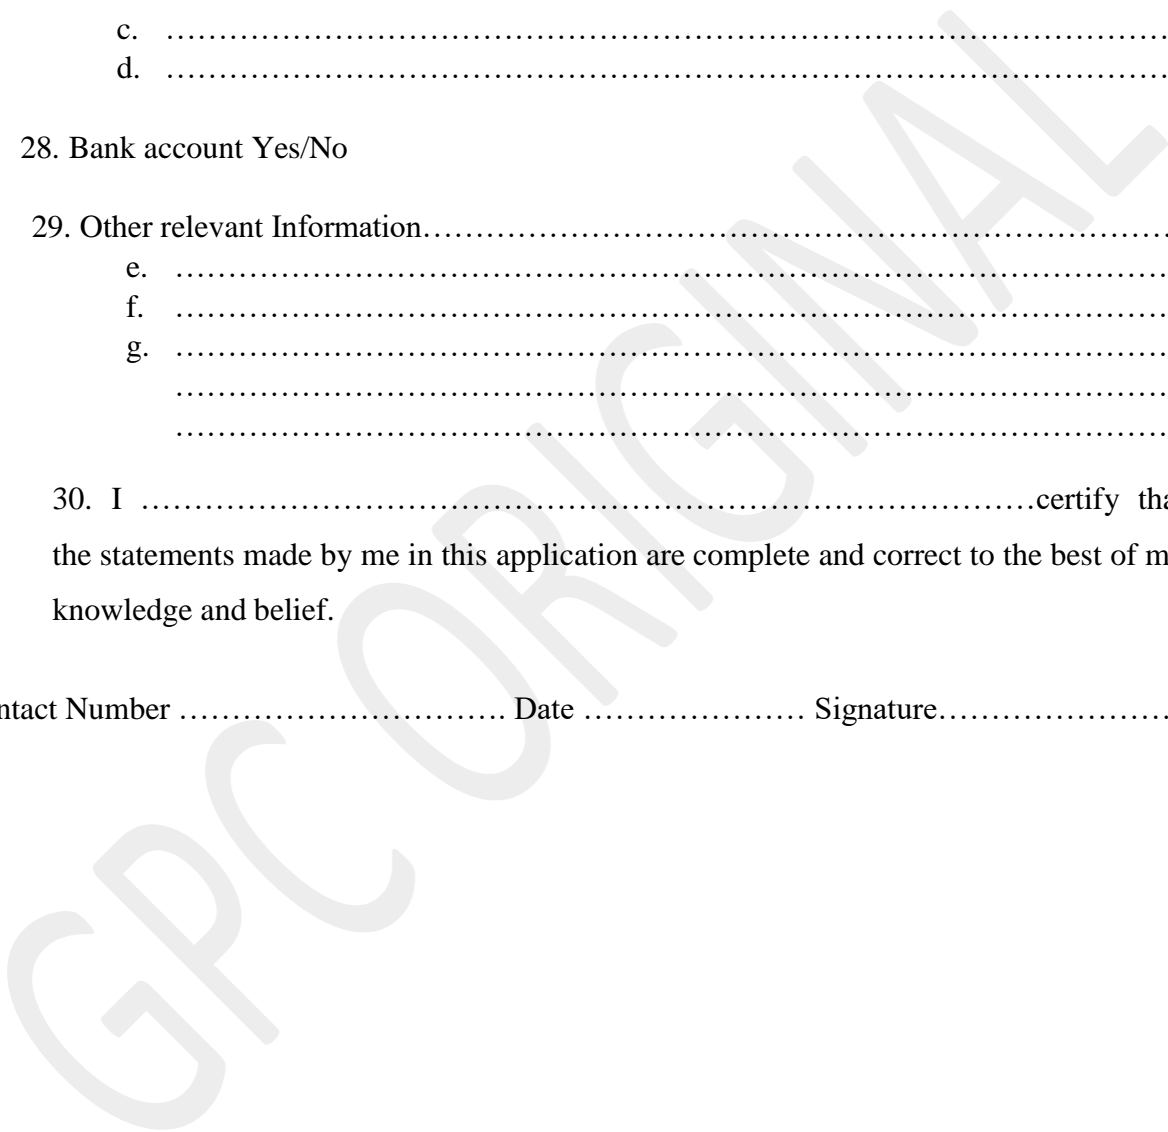 c. ……………………………………………………………………………………
d. ……………………………………………………………………………………
28. Bank account Yes/No
29. Other relevant Information………………………………………………………………
e. ……………………………………………………………………………………
f. ……………………………………………………………………………………
g. ……………………………………………………………………………………
……………………………………………………………………………………
……………………………………………………………………………………
30. I …………………………………………………………………………certify tha
the statements made by me in this application are complete and correct to the best of m
knowledge and belief.
ntact Number …………………………. Date ………………… Signature…………………
GPC ORIGINAL